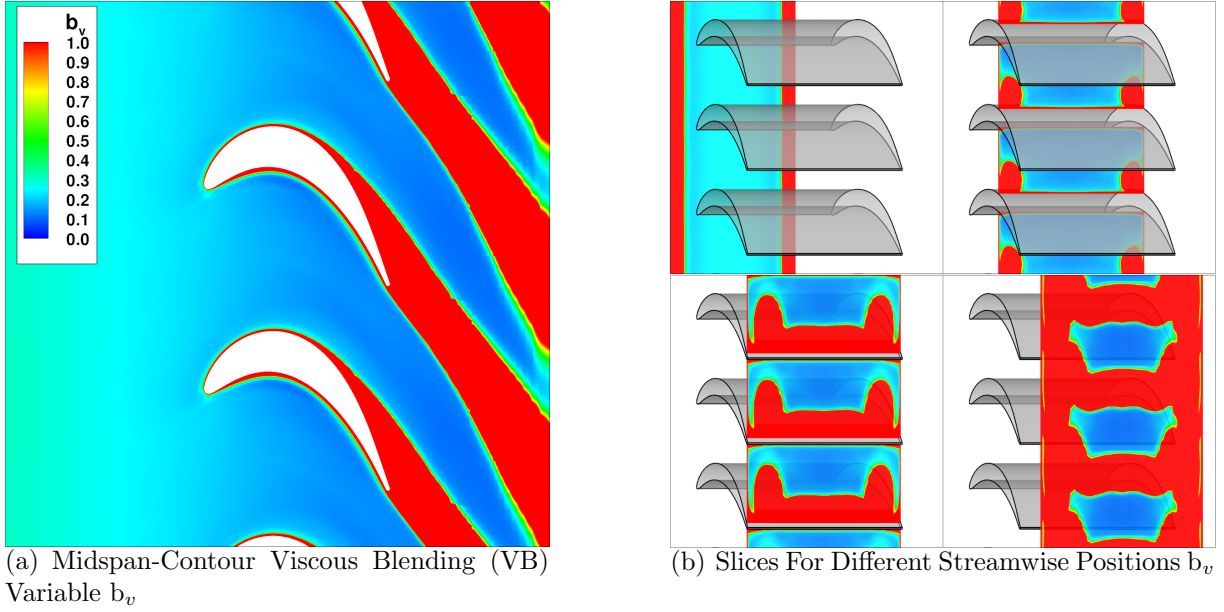 b_v
1.0
0.9
0.8
0.7
0.6
0.5
0.4
0.3
0.2
0.1
0.0
(a) Midspan-Contour Viscous Blending (VB)
Variable b_v
(b) Slices For Different Streamwise Positions b_v